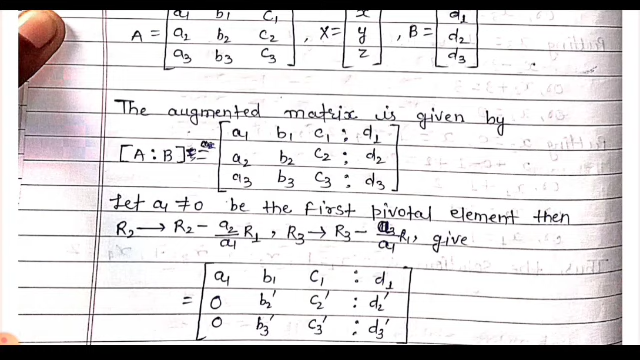 a1 b1 c1 x d1
A = a2 b2 c2 , X = y , B = d2
a3 b3 c3 z d3
The augmented matrix is given by
a1 b1 c1 : d1
[A : B] = a2 b2 c2 : d2
a3 b3 c3 : d3
Let a1 ≠ 0 be the first pivotal element then
R2 → R2 − a2/a1 R1, R3 → R3 − a3/a1 R1, give
a1 b1 c1 : d1
= 0 b2' c2' : d2'
0 b3' c3' : d3'